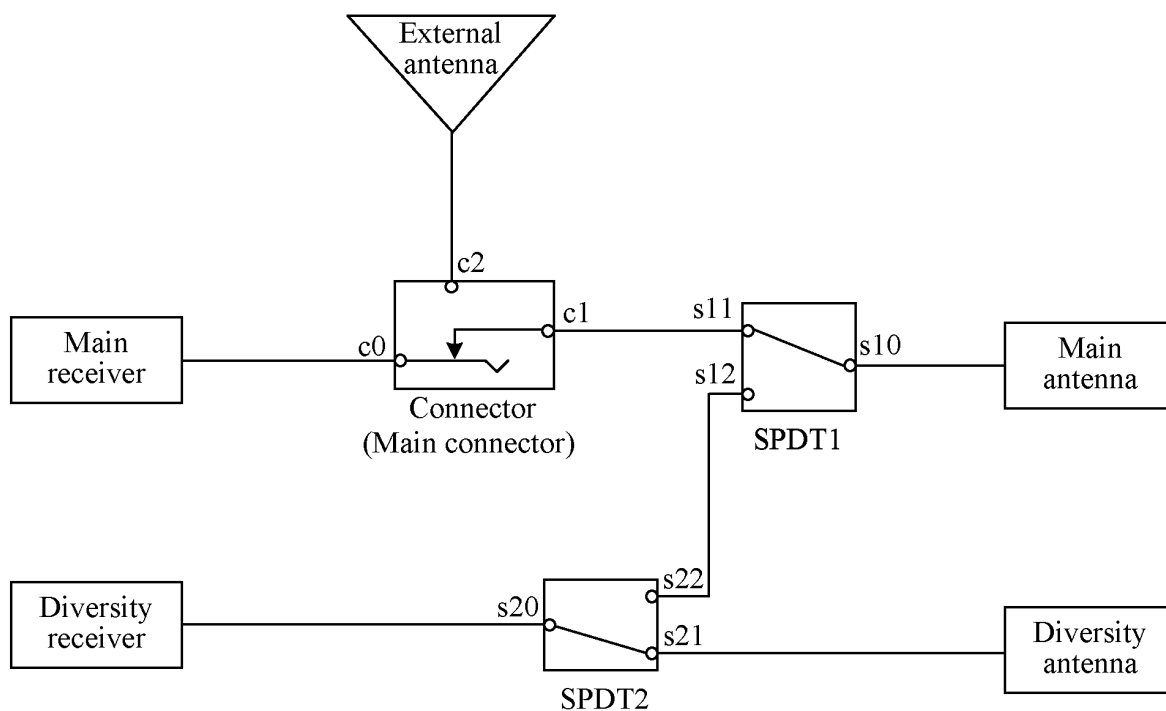 External
antenna
c2
c1
s11
c0
s10
s12
Main
receiver
Main
antenna
Connector
(Main connector)
SPDT1
s22
s20
s21
Diversity
receiver
Diversity
antenna
SPDT2